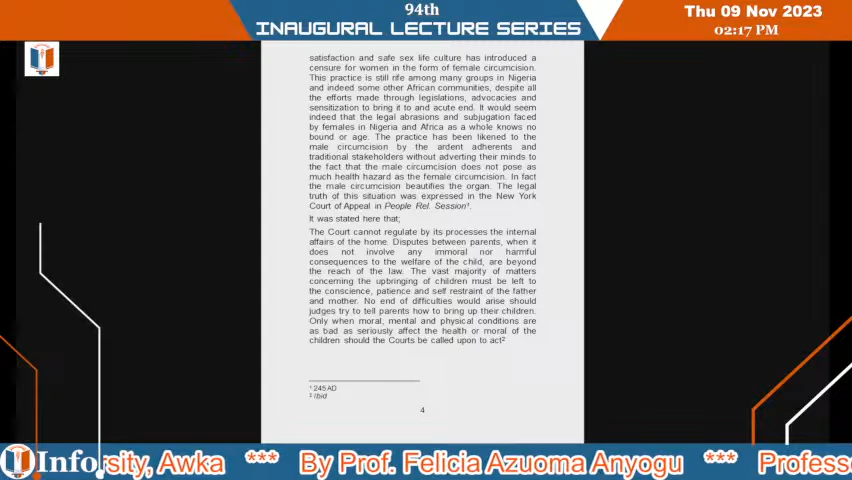 94th
INAUGURAL LECTURE SERIES
Thu 09 Nov 2023
02:17 PM
satisfaction and safe sex life culture has introduced a
censure for women in the form of female circumcision.
This practice is still rife among many groups in Nigeria
and indeed some other African communities, despite all
the efforts made through legislations, advocacies and
sensitization to bring it to and acute end. It would seem
indeed that the legal abrasions and subjugation faced
by females in Nigeria and Africa as a whole knows no
bound or age. The practice has been likened to the
male circumcision by the ardent adherents and
traditional stakeholders without adverting their minds to
the fact that the male circumcision does not pose as
much health hazard as the female circumcision. In fact
the male circumcision beautifies the organ. The legal
truth of this situation was expressed in the New York
Court of Appeal in People Rel. Session¹.
It was stated here that;
The Court cannot regulate by its processes the internal
affairs of the home. Disputes between parents, when it
does not involve any immoral nor harmful
consequences to the welfare of the child, are beyond
the reach of the law. The vast majority of matters
concerning the upbringing of children must be left to
the conscience, patience and self restraint of the father
and mother. No end of difficulties would arise should
judges try to tell parents how to bring up their children.
Only when moral, mental and physical conditions are
as bad as seriously affect the health or moral of the
children should the Courts be called upon to act²
¹ 245 AD
² Ibid
4
Info. sity, Awka *** By Prof. Felicia Azuoma Anyogu *** Profess